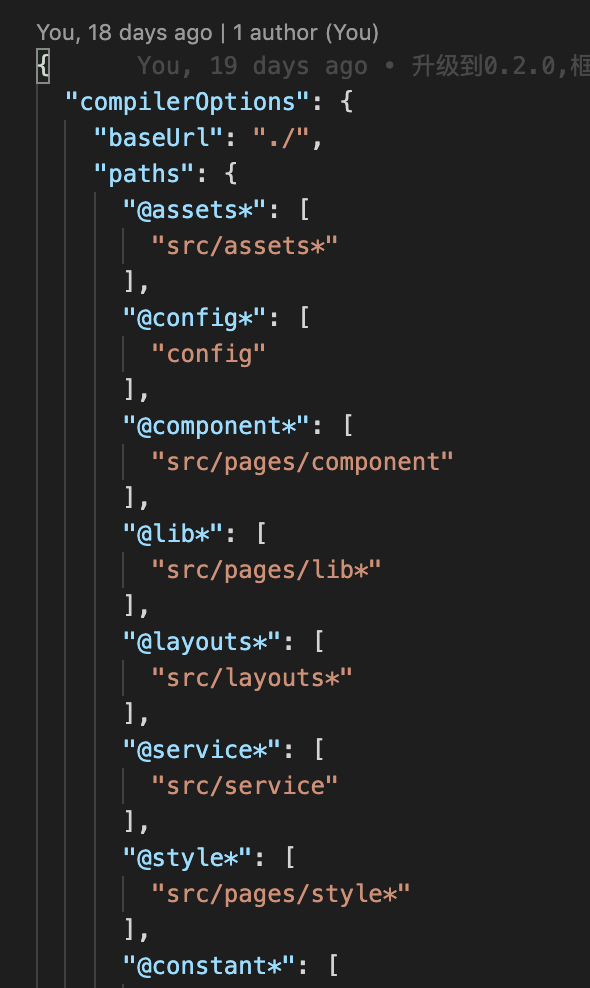 You, 18 days ago | 1 author (You)
{ You, 19 days ago • 升级到0.2.0,框
"compilerOptions": {
"baseUrl": "./",
"paths": {
"@assets*": [
"src/assets*"
],
"@config*": [
"config"
],
"@component*": [
"src/pages/component"
],
"@lib*": [
"src/pages/lib*"
],
"@layouts*": [
"src/layouts*"
],
"@service*": [
"src/service"
],
"@style*": [
"src/pages/style*"
],
"@constant*": [